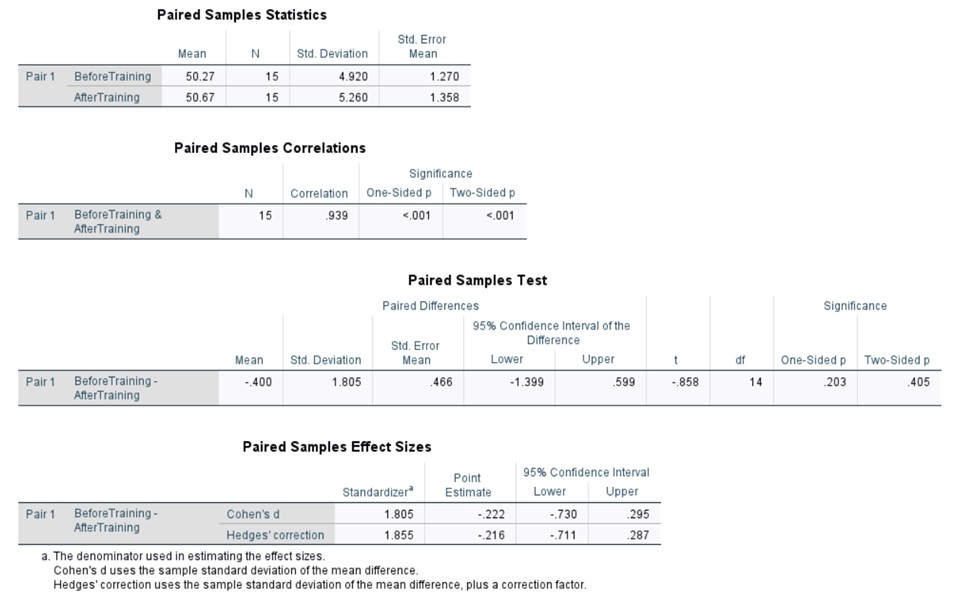 Paired Samples Statistics
Mean N Std. Deviation Std. Error Mean
Pair 1 BeforeTraining 50.27 15 4.920 1.270
AfterTraining 50.67 15 5.260 1.358
Paired Samples Correlations
Significance
N Correlation One-Sided p Two-Sided p
Pair 1 BeforeTraining & AfterTraining 15 .939 <.001 <.001
Paired Samples Test
Paired Differences Significance
95% Confidence Interval of the Difference
Mean Std. Deviation Std. Error Mean Lower Upper t df One-Sided p Two-Sided p
Pair 1 BeforeTraining - AfterTraining -.400 1.805 .466 -1.399 .599 -.858 14 .203 .405
Paired Samples Effect Sizes
95% Confidence Interval
Standardizerª Point Estimate Lower Upper
Pair 1 BeforeTraining - AfterTraining Cohen's d 1.805 -.222 -.730 .295
Hedges' correction 1.855 -.216 -.711 .287
a. The denominator used in estimating the effect sizes.
Cohen's d uses the sample standard deviation of the mean difference.
Hedges' correction uses the sample standard deviation of the mean difference, plus a correction factor.